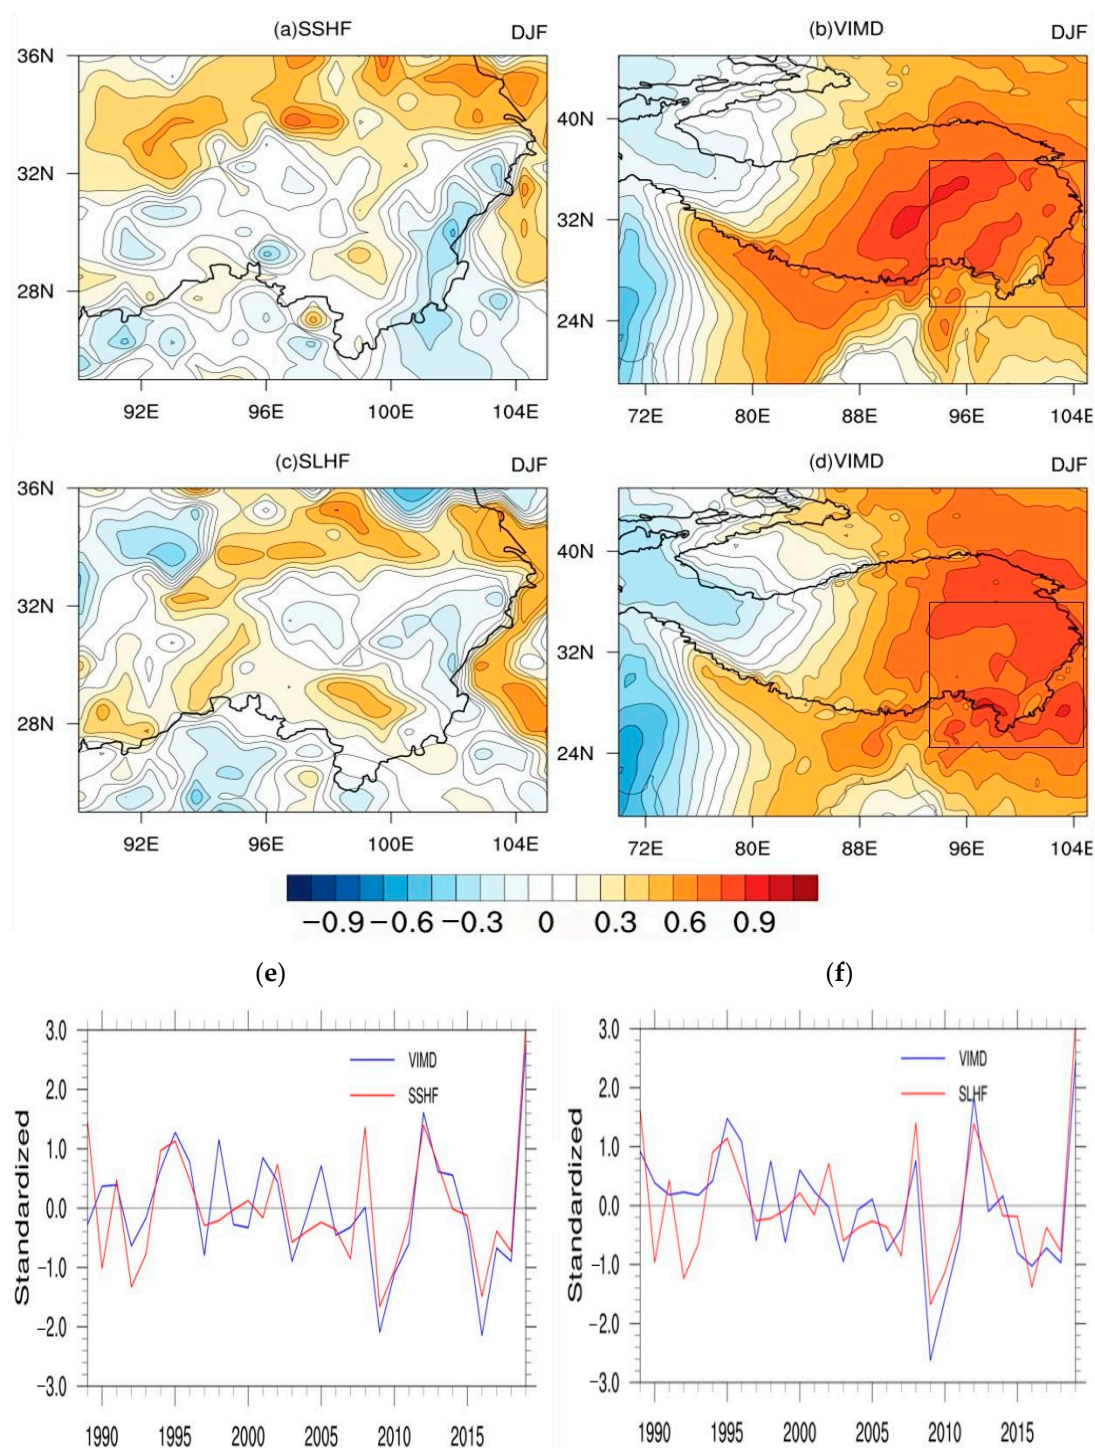 (a)SSHF DJF
36N
32N
28N
92E 96E 100E 104E
(b)VIMD DJF
40N
32N
24N
72E 80E 88E 96E 104E
(c)SLHF DJF
36N
32N
28N
92E 96E 100E 104E
(d)VIMD DJF
40N
32N
24N
72E 80E 88E 96E 104E
−0.9 −0.6 −0.3 0 0.3 0.6 0.9
(e)
(f)
Standardized
3.0
2.0
1.0
0.0
−1.0
−2.0
−3.0
VIMD
SSHF
1990 1995 2000 2005 2010 2015
Standardized
3.0
2.0
1.0
0.0
−1.0
−2.0
−3.0
VIMD
SLHF
1990 1995 2000 2005 2010 2015